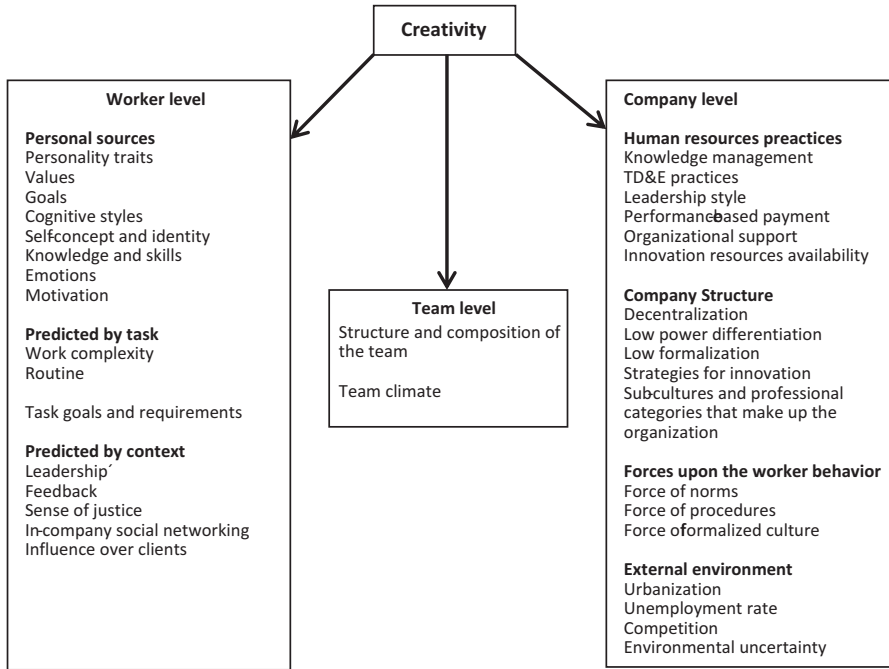 Creativity
Worker level
Personal sources
Personality traits
Values
Goals
Cognitive styles
Self-concept and identity
Knowledge and skills
Emotions
Motivation
Predicted by task
Work complexity
Routine
Task goals and requirements
Predicted by context
Leadership´
Feedback
Sense of justice
In-company social networking
Influence over clients
Team level
Structure and composition of
the team
Team climate
Company level
Human resources preactices
Knowledge management
TD&E practices
Leadership style
Performance-based payment
Organizational support
Innovation resources availability
Company Structure
Decentralization
Low power differentiation
Low formalization
Strategies for innovation
Sub-cultures and professional
categories that make up the
organization
Forces upon the worker behavior
Force of norms
Force of procedures
Force of formalized culture
External environment
Urbanization
Unemployment rate
Competition
Environmental uncertainty